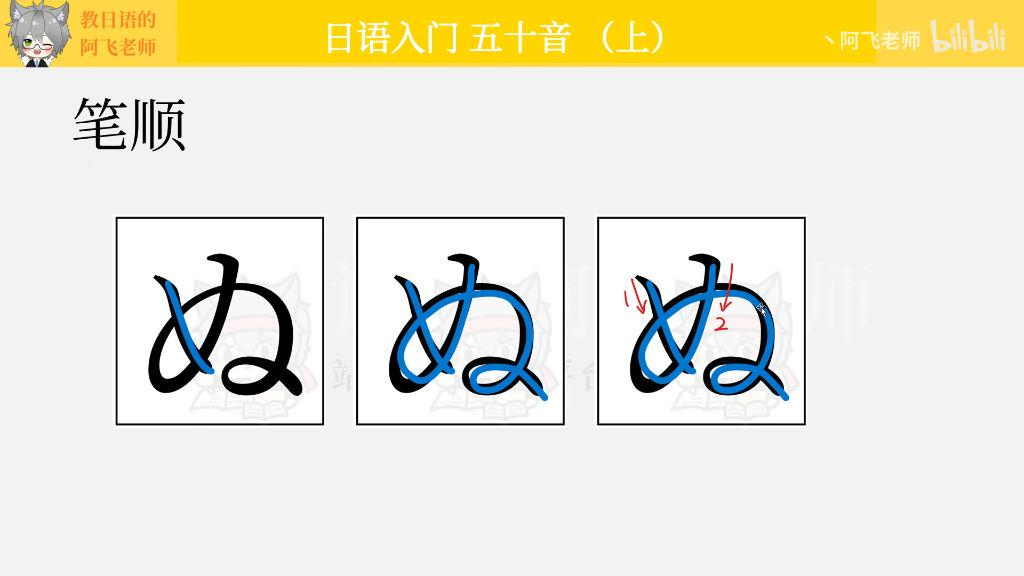 教日语的
阿飞老师
日语入门 五十音 （上）
丶阿飞老师 bilibili
笔顺
ぬ ぬ ぬ
1 2